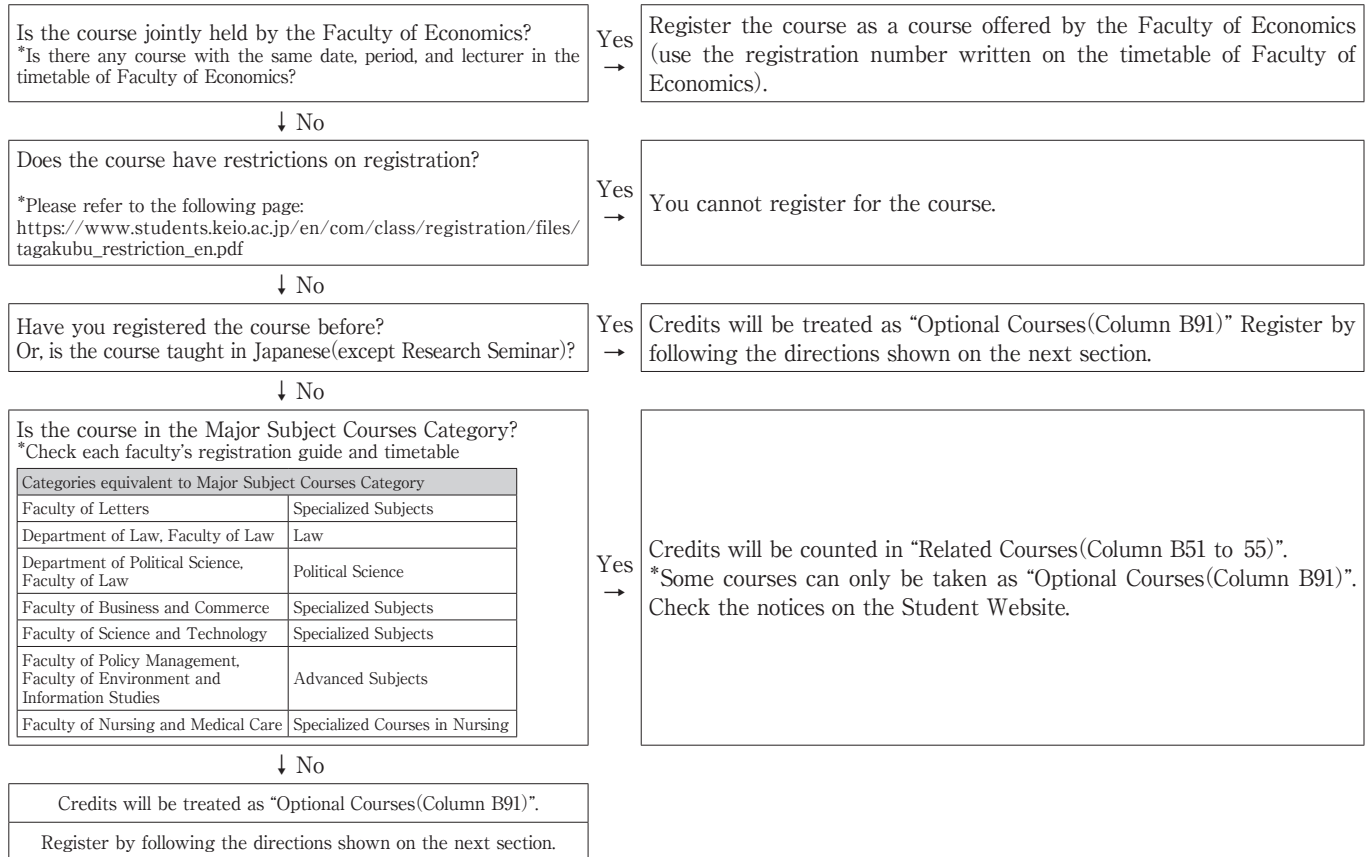 Is the course jointly held by the Faculty of Economics?
*Is there any course with the same date, period, and lecturer in the
timetable of Faculty of Economics?
Yes
→
Register the course as a course offered by the Faculty of Economics
(use the registration number written on the timetable of Faculty of
Economics).
↓ No
Does the course have restrictions on registration?
*Please refer to the following page:
https://www.students.keio.ac.jp/en/com/class/registration/files/
tagakubu_restriction_en.pdf
Yes
→
You cannot register for the course.
↓ No
Have you registered the course before?
Or, is the course taught in Japanese(except Research Seminar)?
Yes
→
Credits will be treated as “Optional Courses(Column B91)” Register by
following the directions shown on the next section.
↓ No
Is the course in the Major Subject Courses Category?
*Check each faculty’s registration guide and timetable
Categories equivalent to Major Subject Courses Category
Faculty of Letters Specialized Subjects
Department of Law, Faculty of Law Law
Department of Political Science,
Faculty of Law
Political Science
Faculty of Business and Commerce Specialized Subjects
Faculty of Science and Technology Specialized Subjects
Faculty of Policy Management,
Faculty of Environment and
Information Studies
Advanced Subjects
Faculty of Nursing and Medical Care Specialized Courses in Nursing
Yes
→
Credits will be counted in “Related Courses(Column B51 to 55)”.
*Some courses can only be taken as “Optional Courses(Column B91)”.
Check the notices on the Student Website.
↓ No
Credits will be treated as “Optional Courses(Column B91)”.
Register by following the directions shown on the next section.